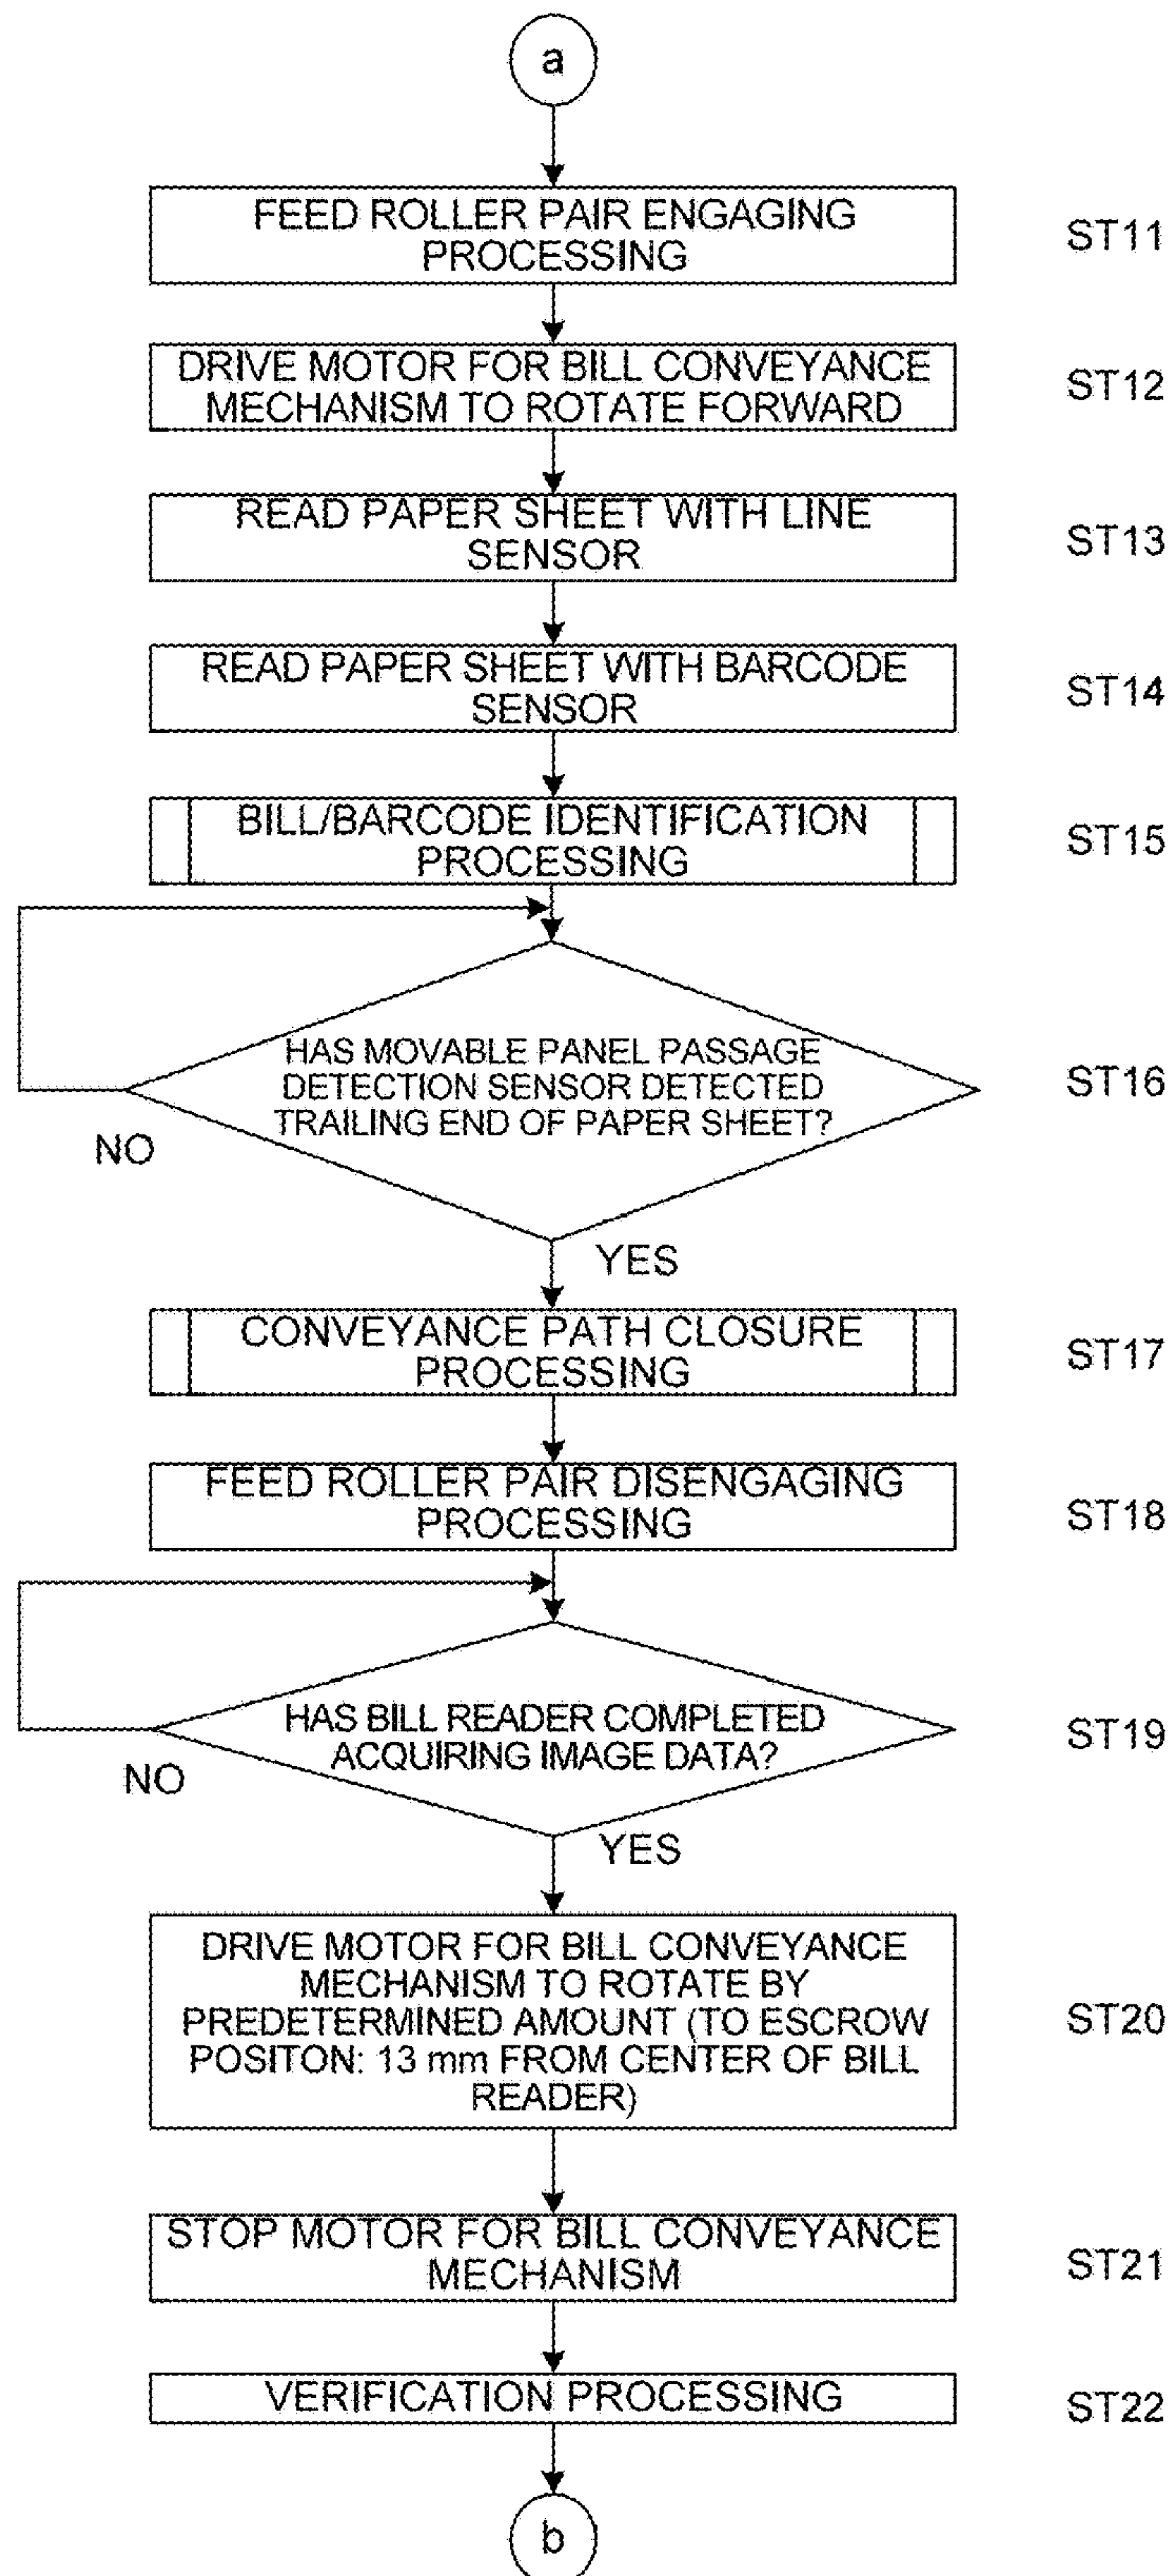 a
FEED ROLLER PAIR ENGAGING
PROCESSING
ST11
DRIVE MOTOR FOR BILL CONVEYANCE
MECHANISM TO ROTATE FORWARD
ST12
READ PAPER SHEET WITH LINE
SENSOR
ST13
READ PAPER SHEET WITH BARCODE
SENSOR
ST14
BILL/BARCODE IDENTIFICATION
PROCESSING
ST15
HAS MOVABLE PANEL PASSAGE
DETECTION SENSOR DETECTED
TRAILING END OF PAPER SHEET?
ST16
NO
YES
CONVEYANCE PATH CLOSURE
PROCESSING
ST17
FEED ROLLER PAIR DISENGAGING
PROCESSING
ST18
HAS BILL READER COMPLETED
ACQUIRING IMAGE DATA?
ST19
NO
YES
DRIVE MOTOR FOR BILL CONVEYANCE
MECHANISM TO ROTATE BY
PREDETERMINED AMOUNT (TO ESCROW
POSITON: 13 mm FROM CENTER OF BILL
READER)
ST20
STOP MOTOR FOR BILL CONVEYANCE
MECHANISM
ST21
VERIFICATION PROCESSING
ST22
b